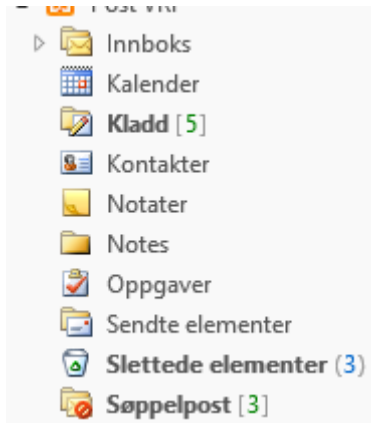 Innboks
Kalender
Kladd [5]
Kontakter
Notater
Notes
Oppgaver
Sendte elementer
Slettede elementer (3)
Søppelpost [3]